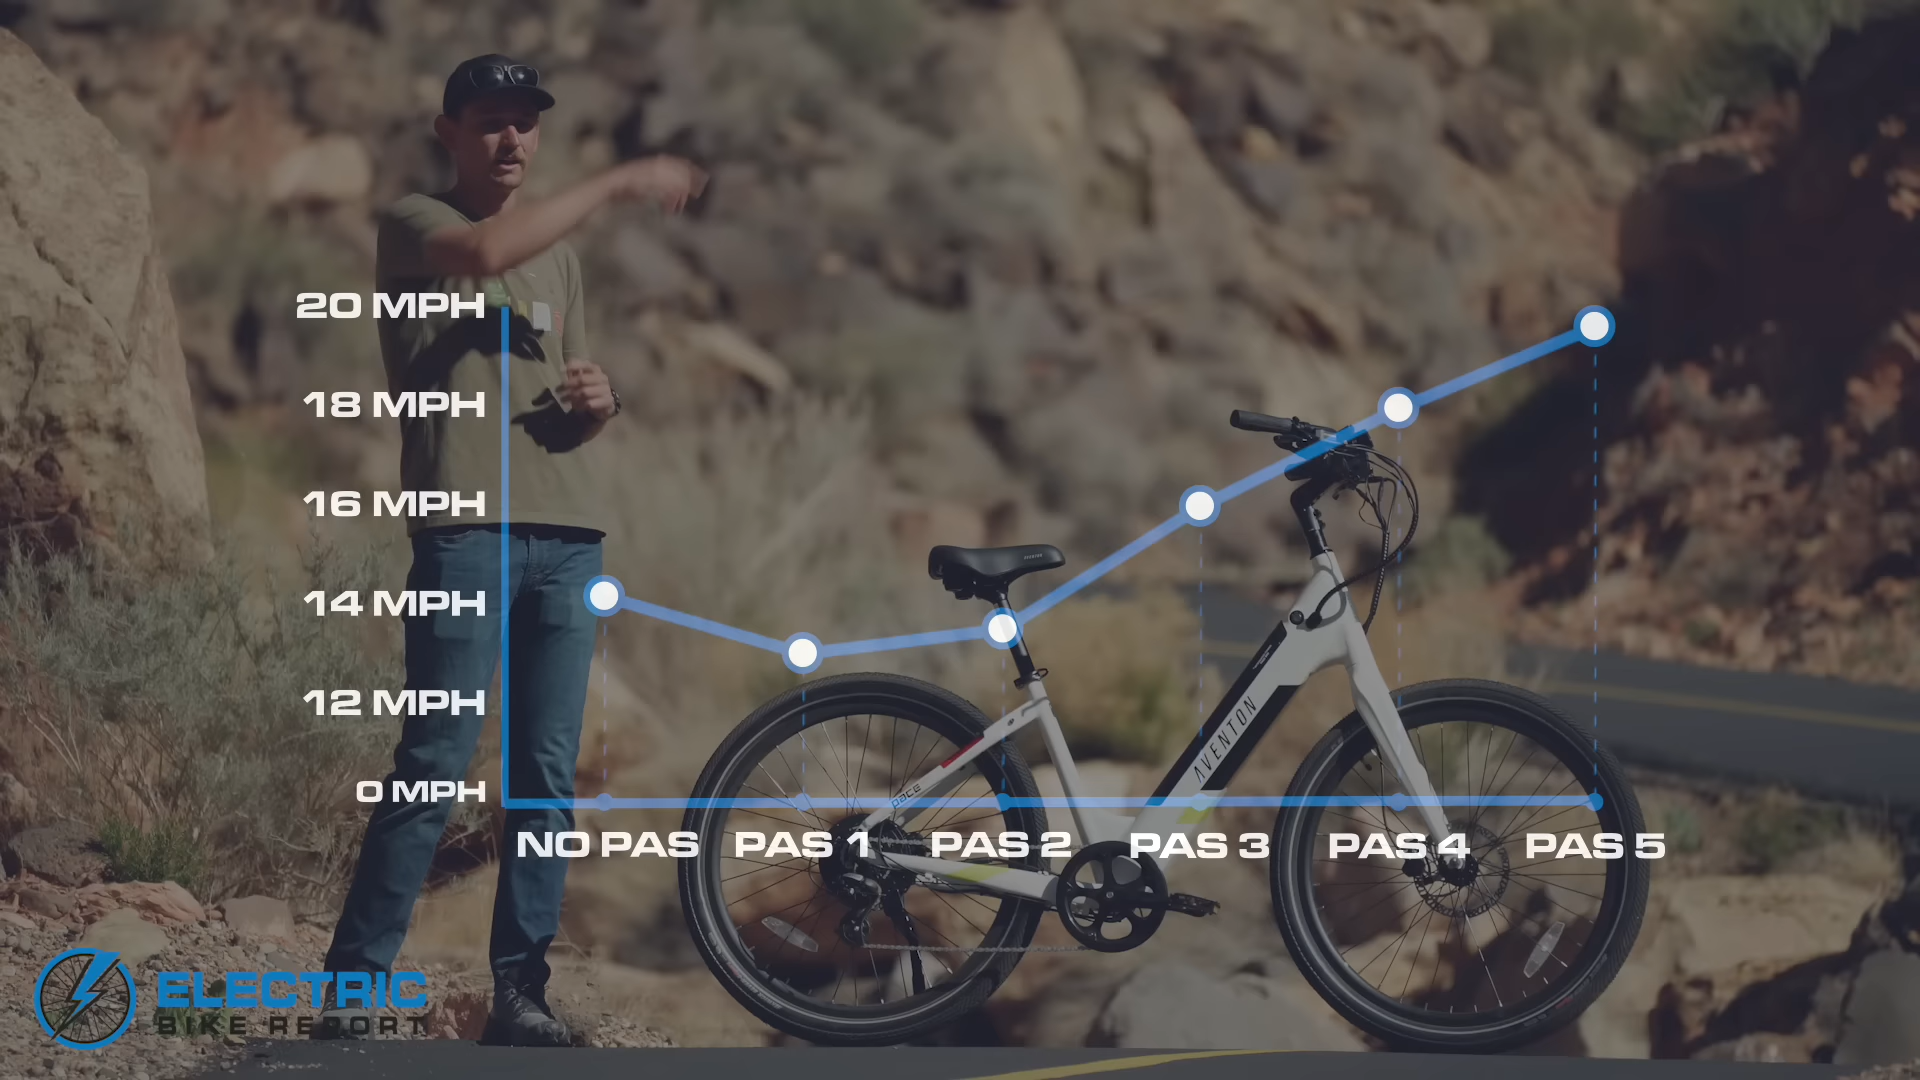 20 MPH
18 MPH
16 MPH
14 MPH
12 MPH
0 MPH
NO PAS PAS 1 PAS 2 PAS 3 PAS 4 PAS 5
AVENTON
pace
ELECTRIC
BIKE REPORT